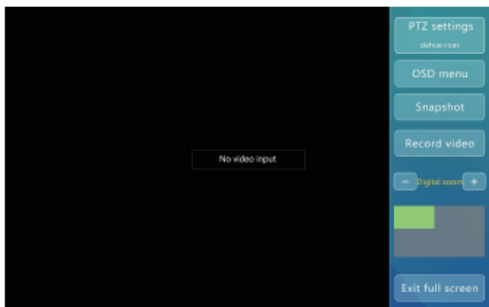 PTZ settings
OSD menu
Snapshot
Record video
No video input
− Digital zoom +
Exit full screen